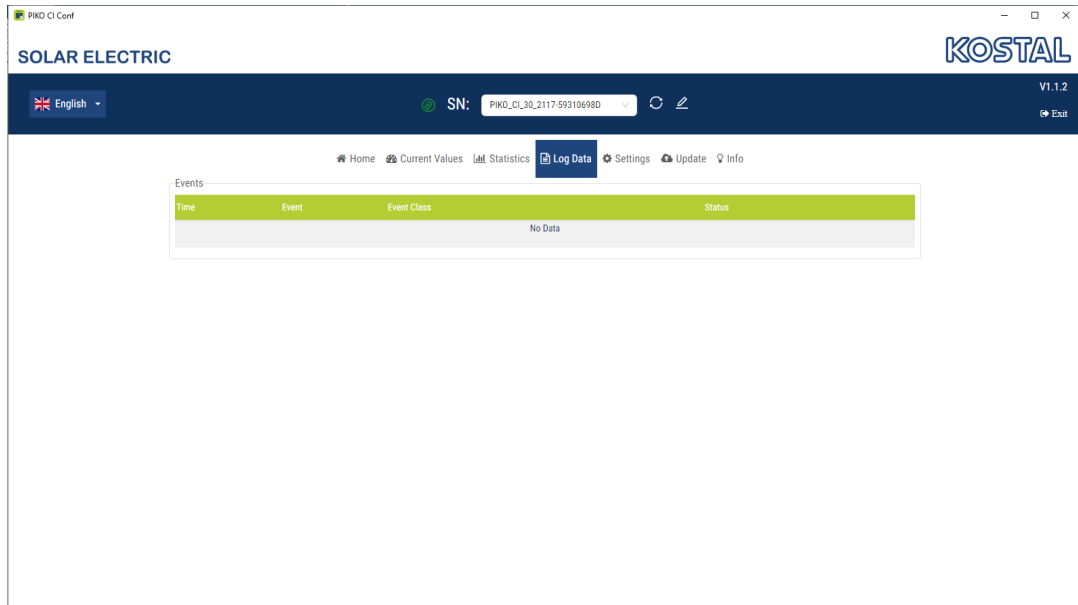 PIKO CI Conf
SOLAR ELECTRIC
KOSTAL
English
SN: PIKO_CI_30_2117-59310698D
V1.1.2
Exit
Home Current Values Statistics Log Data Settings Update Info
Events
Time Event Event Class Status
No Data